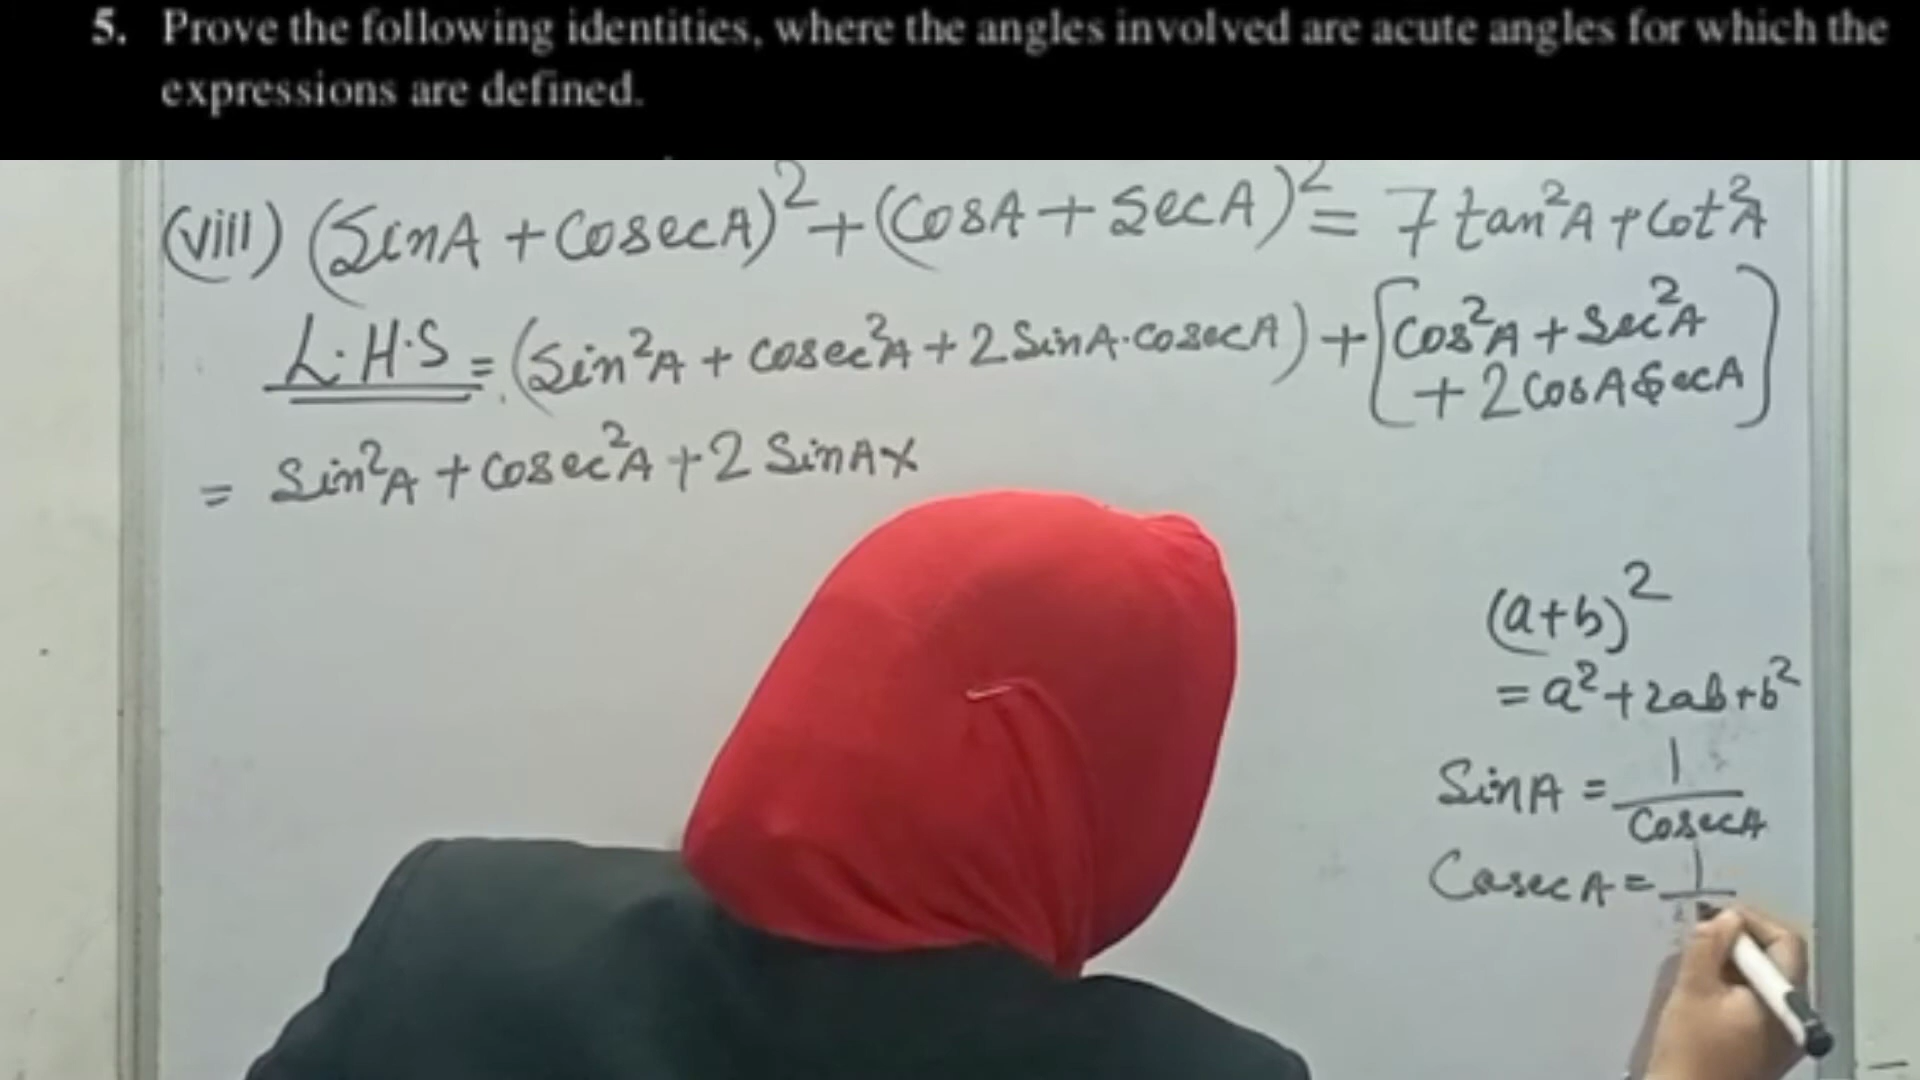 5. Prove the following identities, where the angles involved are acute angles for which the
expressions are defined.
(viii) (SinA + CosecA)² + (CosA + SecA)² = 7 tan²A + Cot²A
L.H.S = (Sin²A + Cosec²A + 2 SinA·CosecA) + [Cos²A + Sec²A
+ 2 CosA SecA]
= Sin²A + Cosec²A + 2 SinA ×
(a+b)²
= a² + 2ab + b²
SinA = 1/CosecA
CosecA = 1/